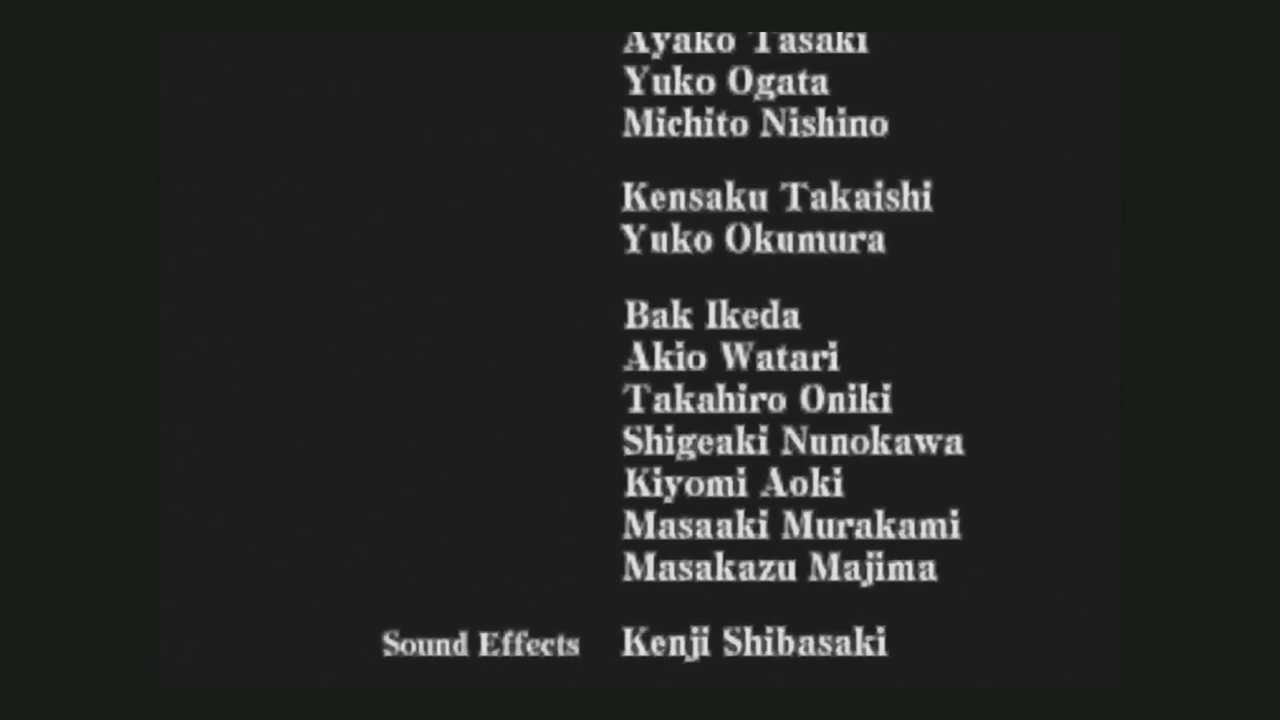 Ayako Tasaki
Yuko Ogata
Michito Nishino
Kensaku Takaishi
Yuko Okumura
Bak Ikeda
Akio Watari
Takahiro Oniki
Shigeaki Nunokawa
Kiyomi Aoki
Masaaki Murakami
Masakazu Majima
Sound Effects Kenji Shibasaki